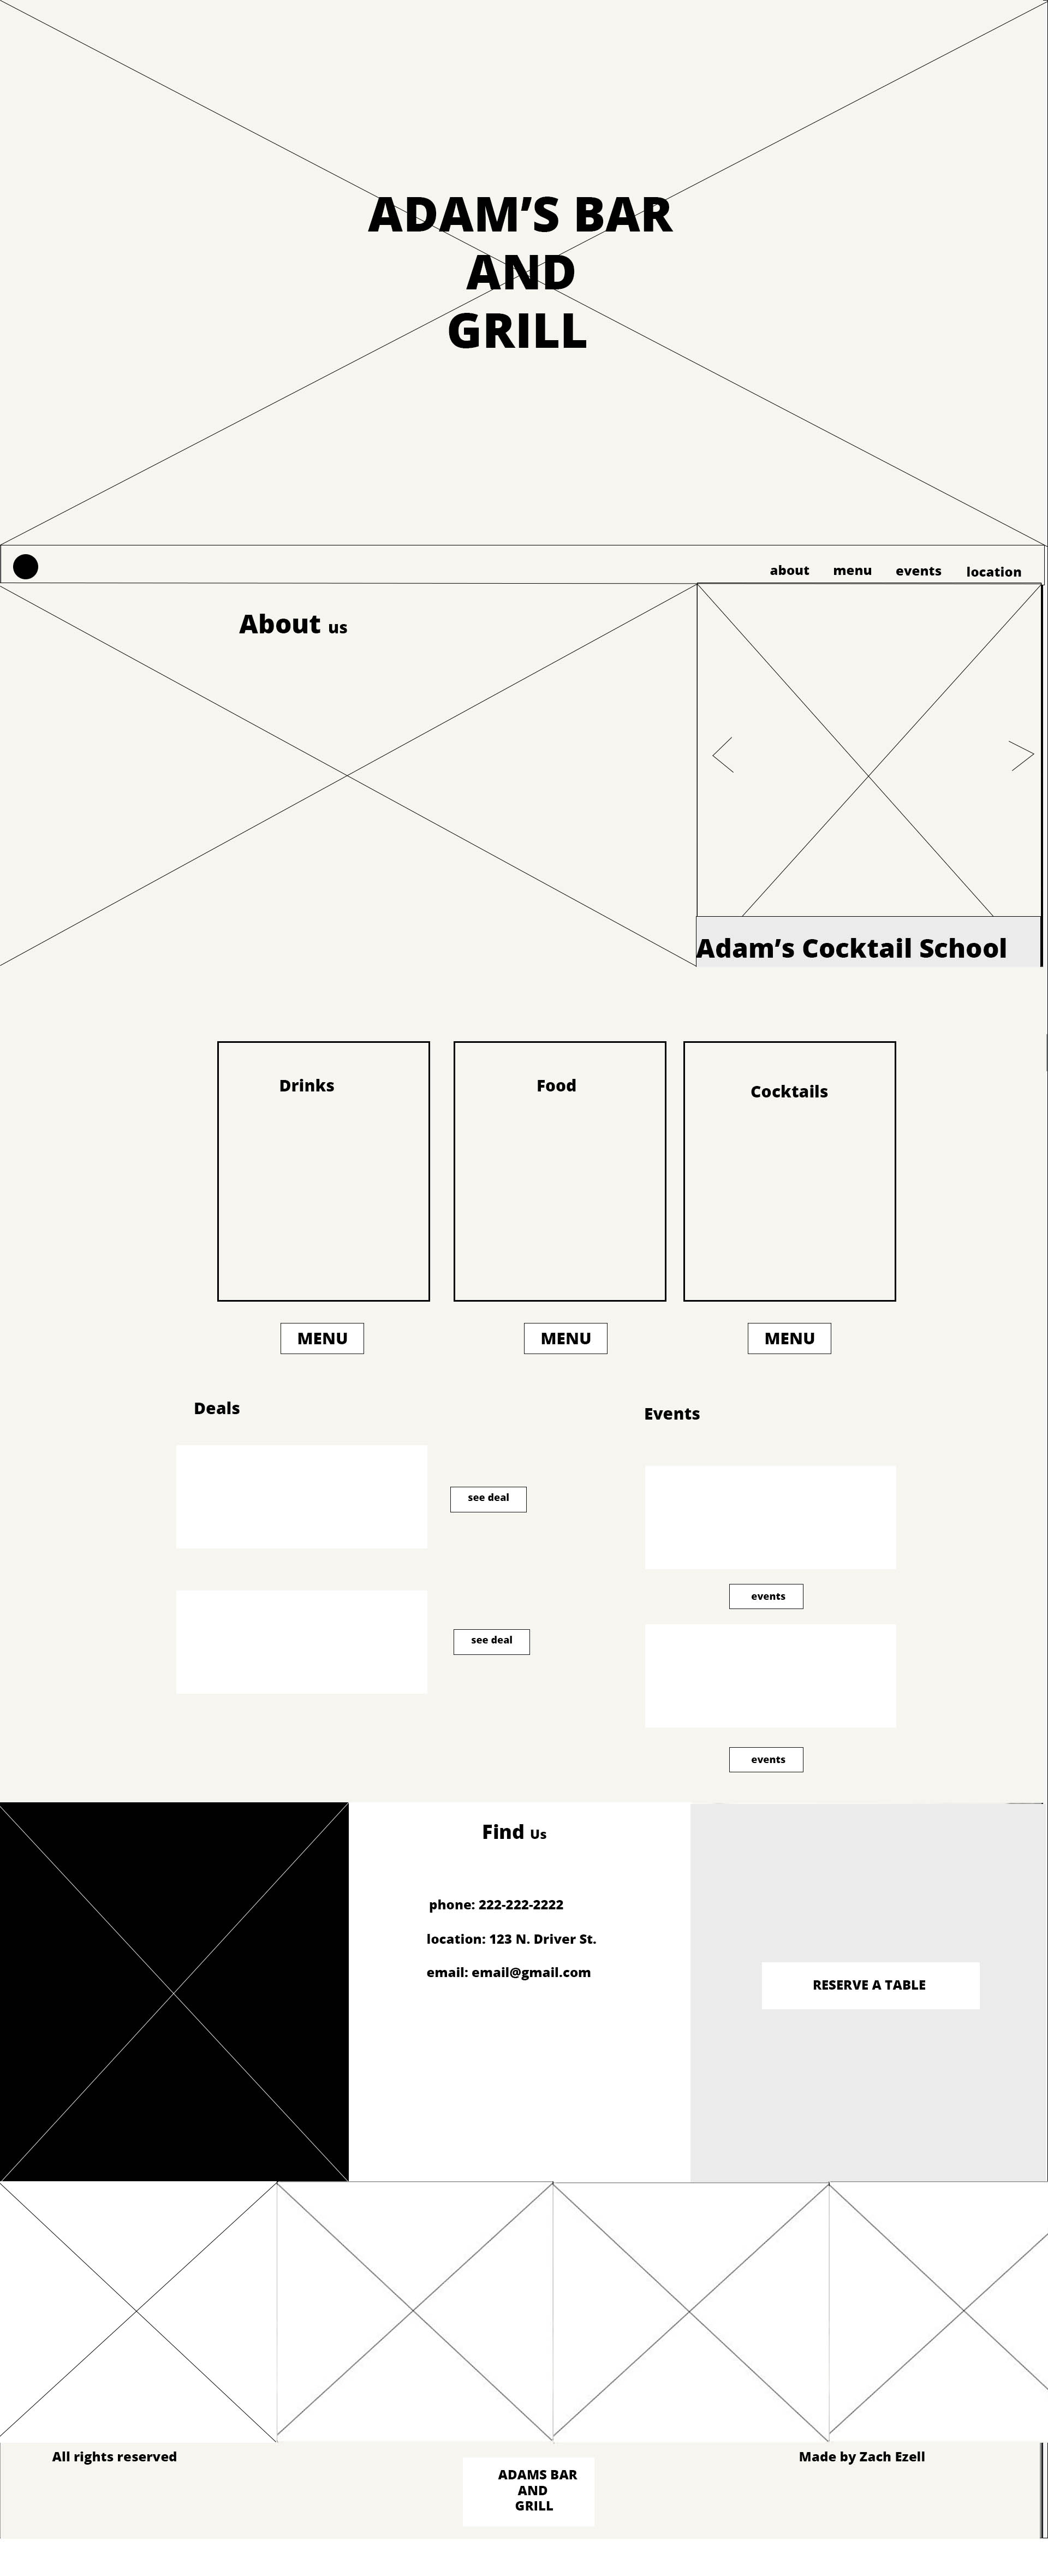 ADAM’S BAR
AND
GRILL
about menu events location
About us
Adam’s Cocktail School
Drinks
Food
Cocktails
MENU
MENU
MENU
Deals
Events
see deal
events
see deal
events
Find Us
phone: 222-222-2222
location: 123 N. Driver St.
email: email@gmail.com
RESERVE A TABLE
All rights reserved
Made by Zach Ezell
ADAMS BAR
AND
GRILL